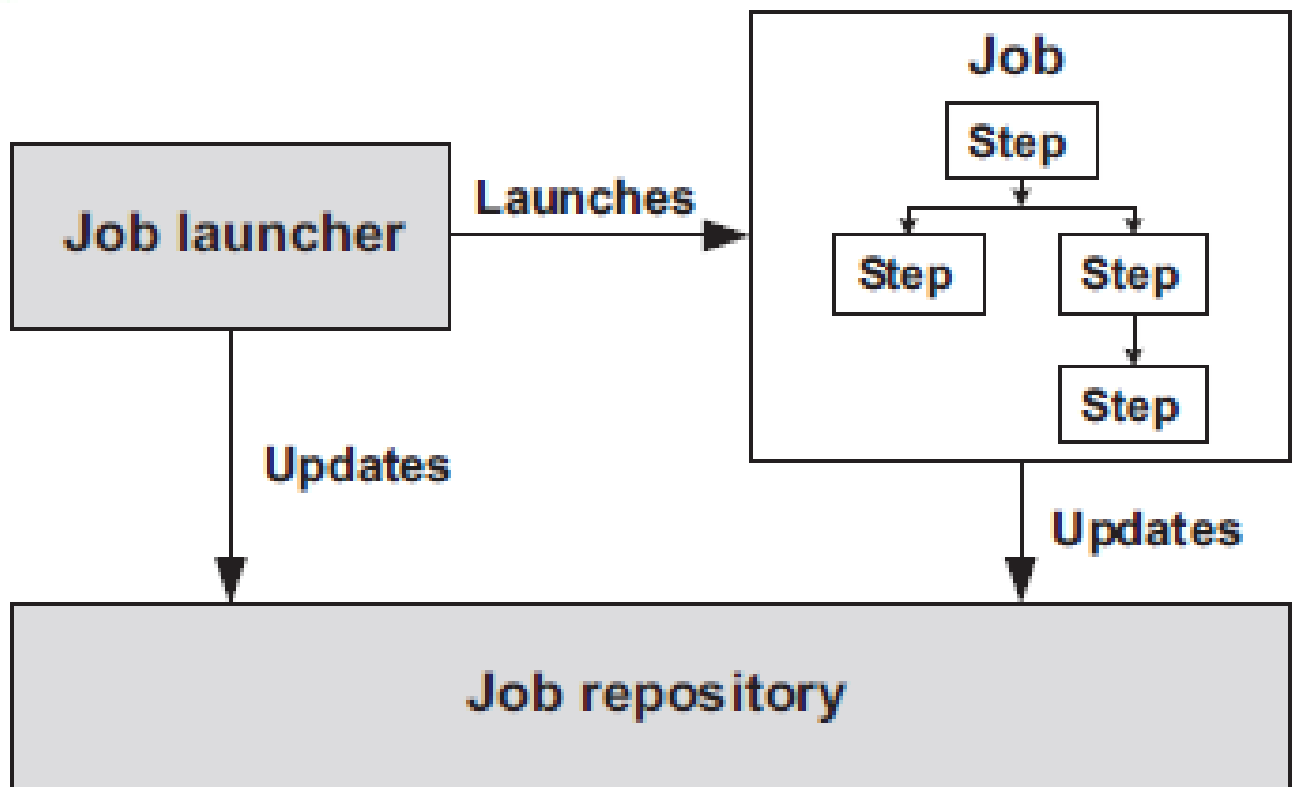 Job
Step
Job launcher
Launches
Step
Step
Step
Updates
Updates
Job repository